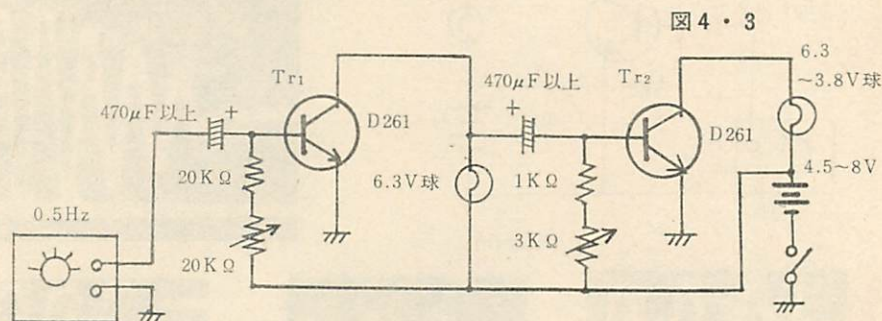 図4・3
6.3
～3.8V球
Tr₁
470μF以上
+
D261
20KΩ
20KΩ
0.5Hz
470μF以上
+
6.3V球
Tr₂
D261
1KΩ
3KΩ
4.5~8V